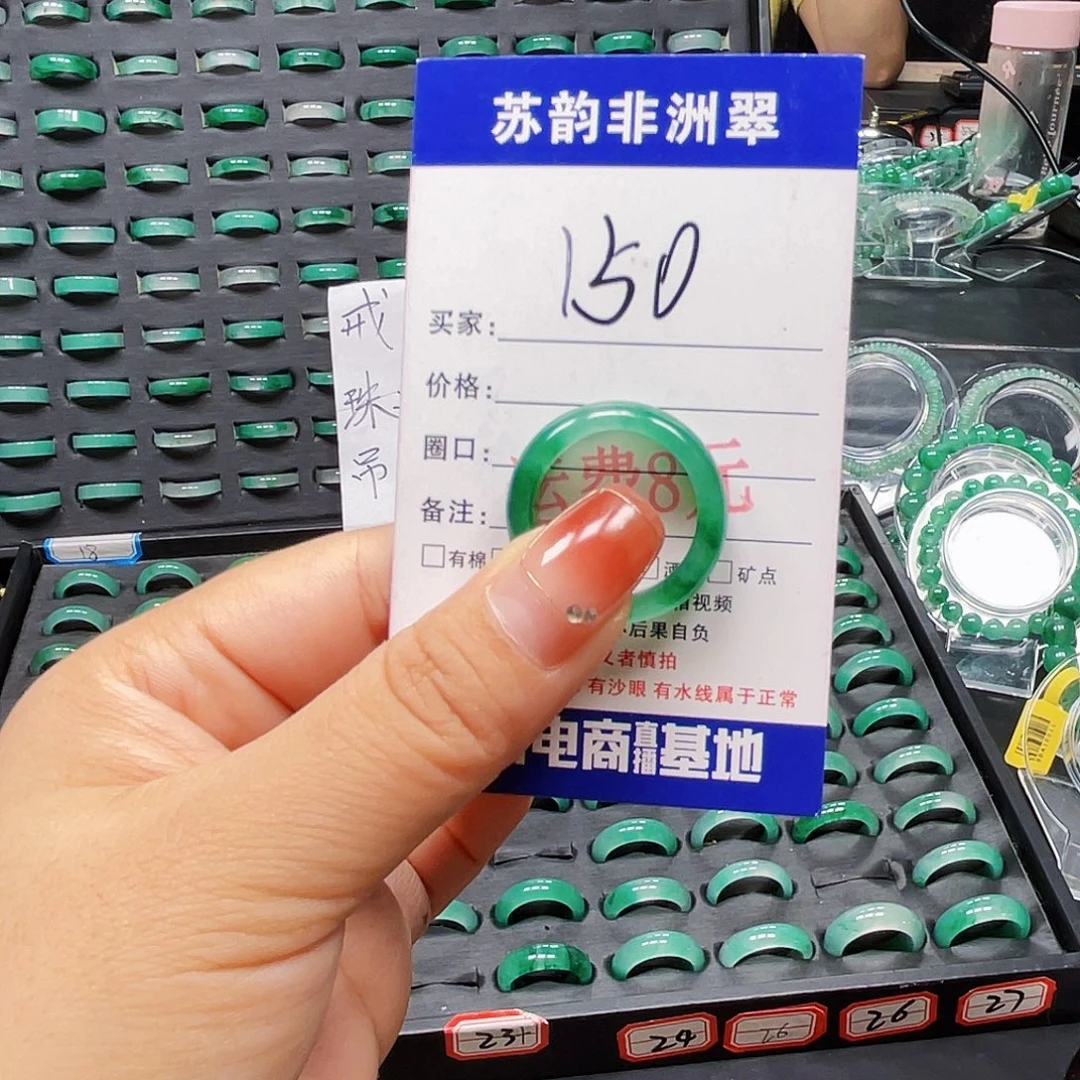 苏韵非洲翠
150
买家:
价格:
圈口:
运费8元
备注:
有棉
酒
矿点
视频
后果自负
者慎拍
有沙眼 有水线属于正常
电商直播基地
戒
珠
吊
18
23+
24
26
26
27